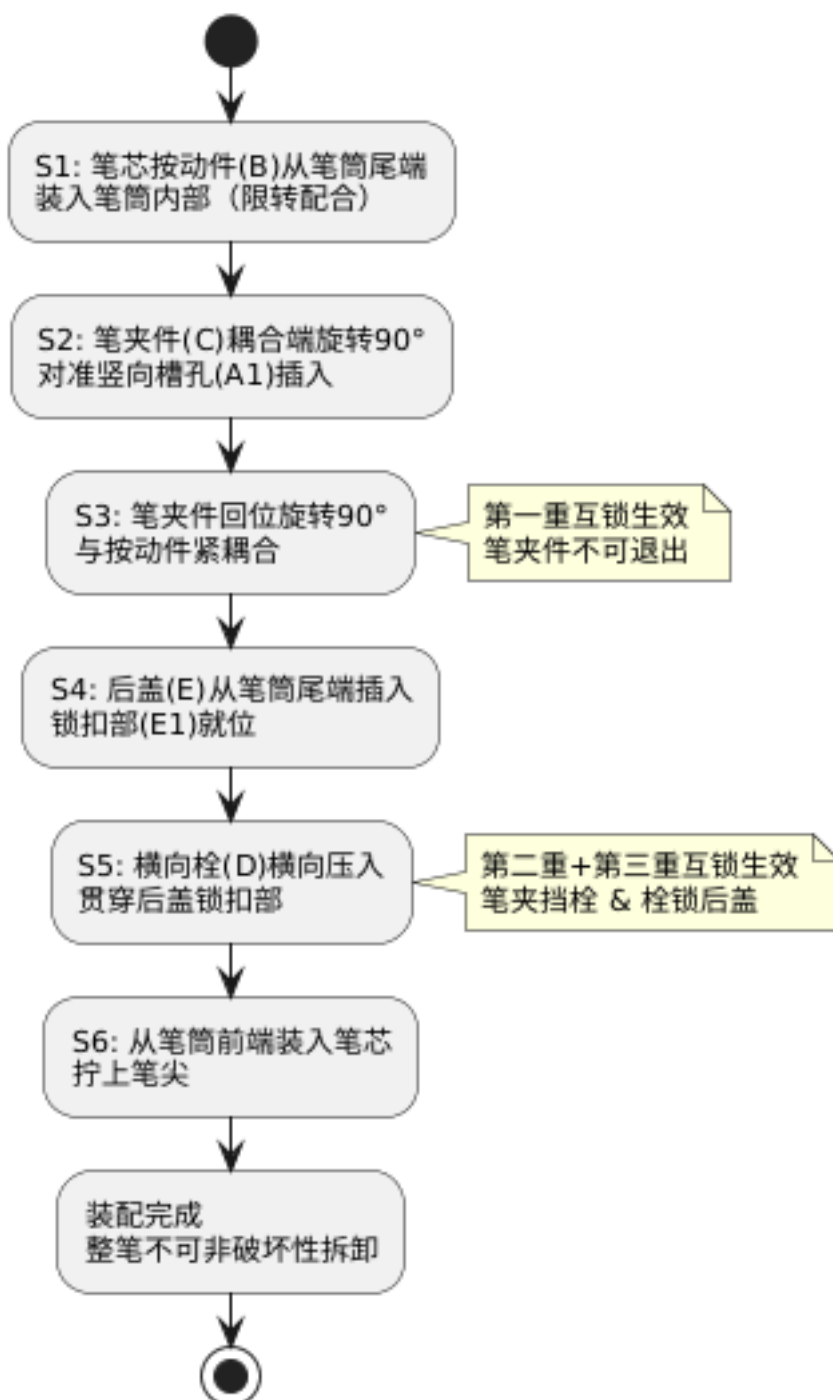 S1: 笔芯按动件(B)从笔筒尾端
装入笔筒内部（限转配合）
S2: 笔夹件(C)耦合端旋转90°
对准竖向槽孔(A1)插入
S3: 笔夹件回位旋转90°
与按动件紧耦合
第一重互锁生效
笔夹件不可退出
S4: 后盖(E)从笔筒尾端插入
锁扣部(E1)就位
S5: 横向栓(D)横向压入
贯穿后盖锁扣部
第二重+第三重互锁生效
笔夹挡栓 & 栓锁后盖
S6: 从笔筒前端装入笔芯
拧上笔尖
装配完成
整笔不可非破坏性拆卸